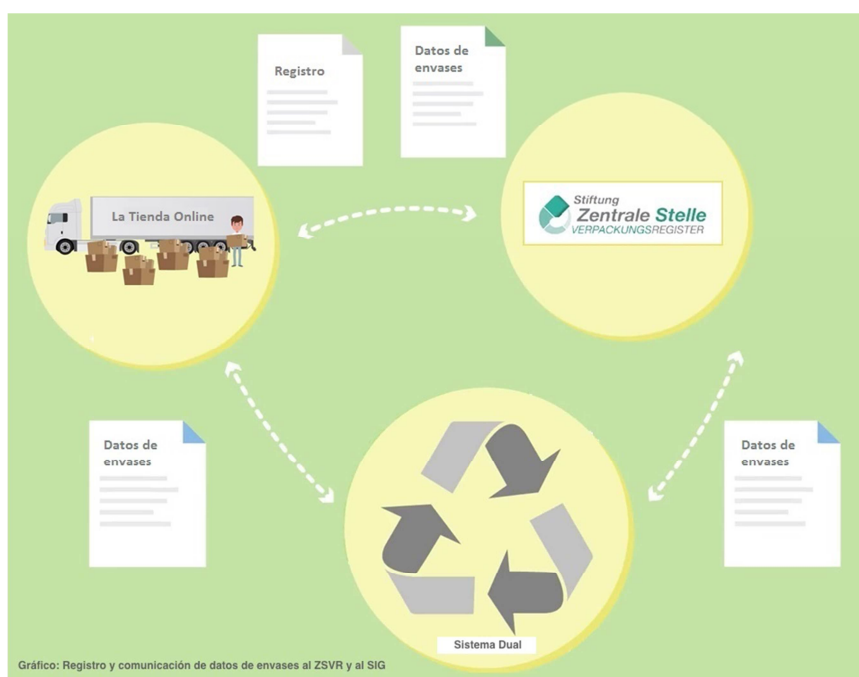 Registro
Datos de
envases
La Tienda Online
Stiftung
Zentrale Stelle
VERPACKUNGSREGISTER
Datos de
envases
Datos de
envases
Sistema Dual
Gráfico: Registro y comunicación de datos de envases al ZSVR y al SIG